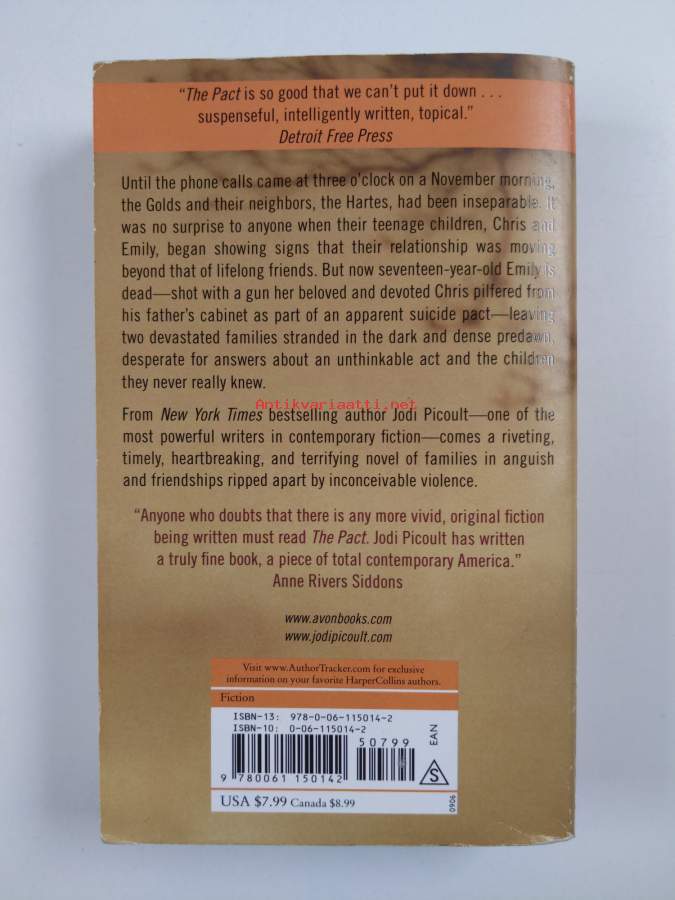 “The Pact is so good that we can’t put it down . . .
suspenseful, intelligently written, topical.”
Detroit Free Press
Until the phone calls came at three o’clock on a November morning,
the Golds and their neighbors, the Hartes, had been inseparable. It
was no surprise to anyone when their teenage children, Chris and
Emily, began showing signs that their relationship was moving
beyond that of lifelong friends. But now seventeen-year-old Emily is
dead—shot with a gun her beloved and devoted Chris pilfered from
his father’s cabinet as part of an apparent suicide pact—leaving
two devastated families stranded in the dark and dense predawn,
desperate for answers about an unthinkable act and the children
they never really knew.
Antikvariaatti.net
From New York Times bestselling author Jodi Picoult—one of the
most powerful writers in contemporary fiction—comes a riveting,
timely, heartbreaking, and terrifying novel of families in anguish
and friendships ripped apart by inconceivable violence.
“Anyone who doubts that there is any more vivid, original fiction
being written must read The Pact. Jodi Picoult has written
a truly fine book, a piece of total contemporary America.”
Anne Rivers Siddons
www.avonbooks.com
www.jodipicoult.com
Visit www.AuthorTracker.com for exclusive
information on your favorite HarperCollins authors.
Fiction
ISBN-13: 978-0-06-115014-2
ISBN-10: 0-06-115014-2
50799
EAN
9 780061 150142
S
USA $7.99 Canada $8.99
0906